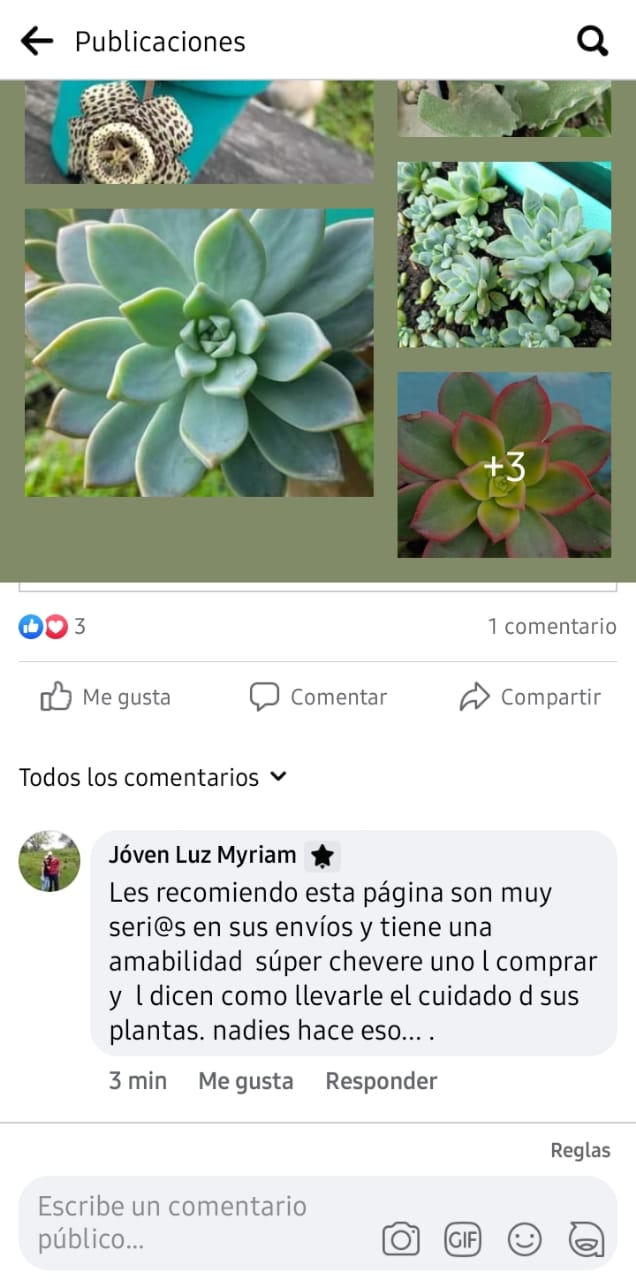 Publicaciones
+3
3
1 comentario
Me gusta
Comentar
Compartir
Todos los comentarios
Jóven Luz Myriam
Les recomiendo esta página son muy
seri@s en sus envíos y tiene una
amabilidad súper chevere uno l comprar
y l dicen como llevarle el cuidado d sus
plantas. nadies hace eso... .
3 min Me gusta Responder
Reglas
Escribe un comentario
público...
GIF